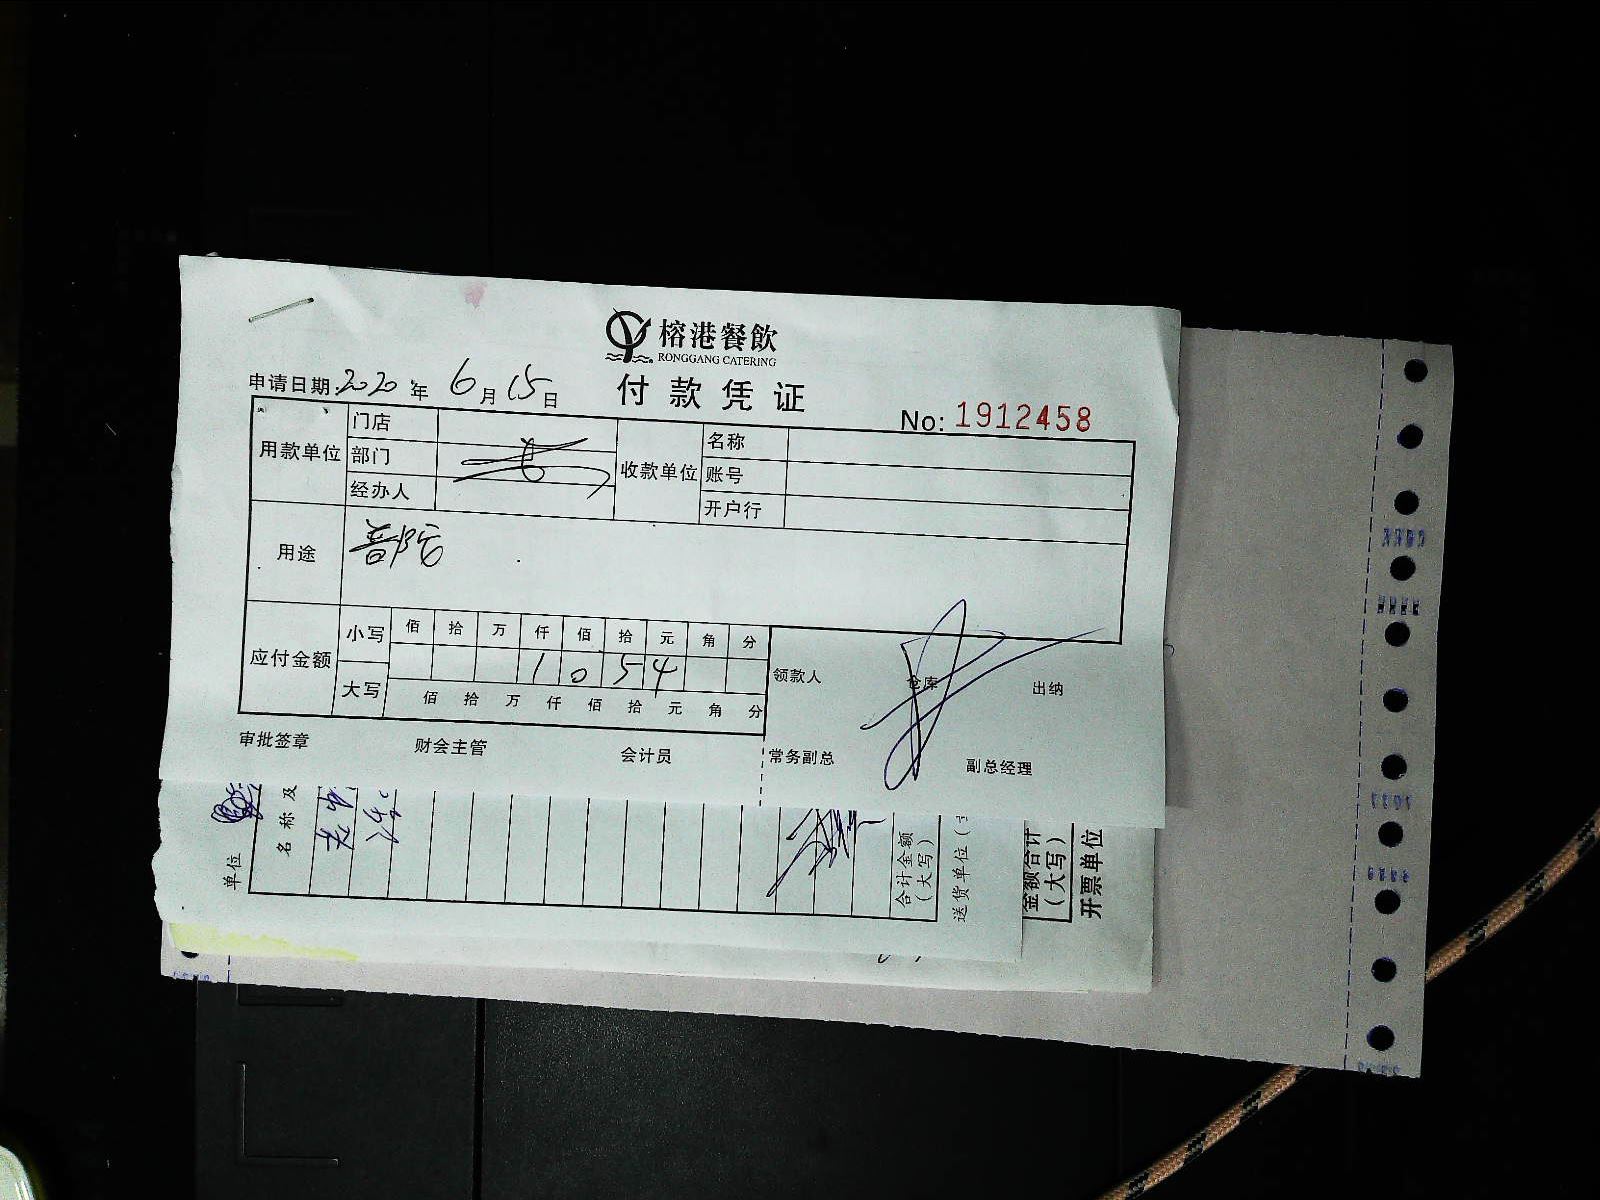 榕港餐飲
RONGGANG CATERING
付款凭证
申请日期:2020年 6月15日
No: 1912458
用款单位 门店 收款单位 名称
部门 账号
经办人 开户行
用途
应付金额 小写 佰 拾 万 仟 佰 拾 元 角 分
1 0 5 4
大写 佰 拾 万 仟 佰 拾 元 角 分
领款人 仓库 出纳
审批签章 财会主管 会计员 常务副总 副总经理
单位
名称及
合计金额
(大写)
送货单位(
金额合计
(大写)
开票单位